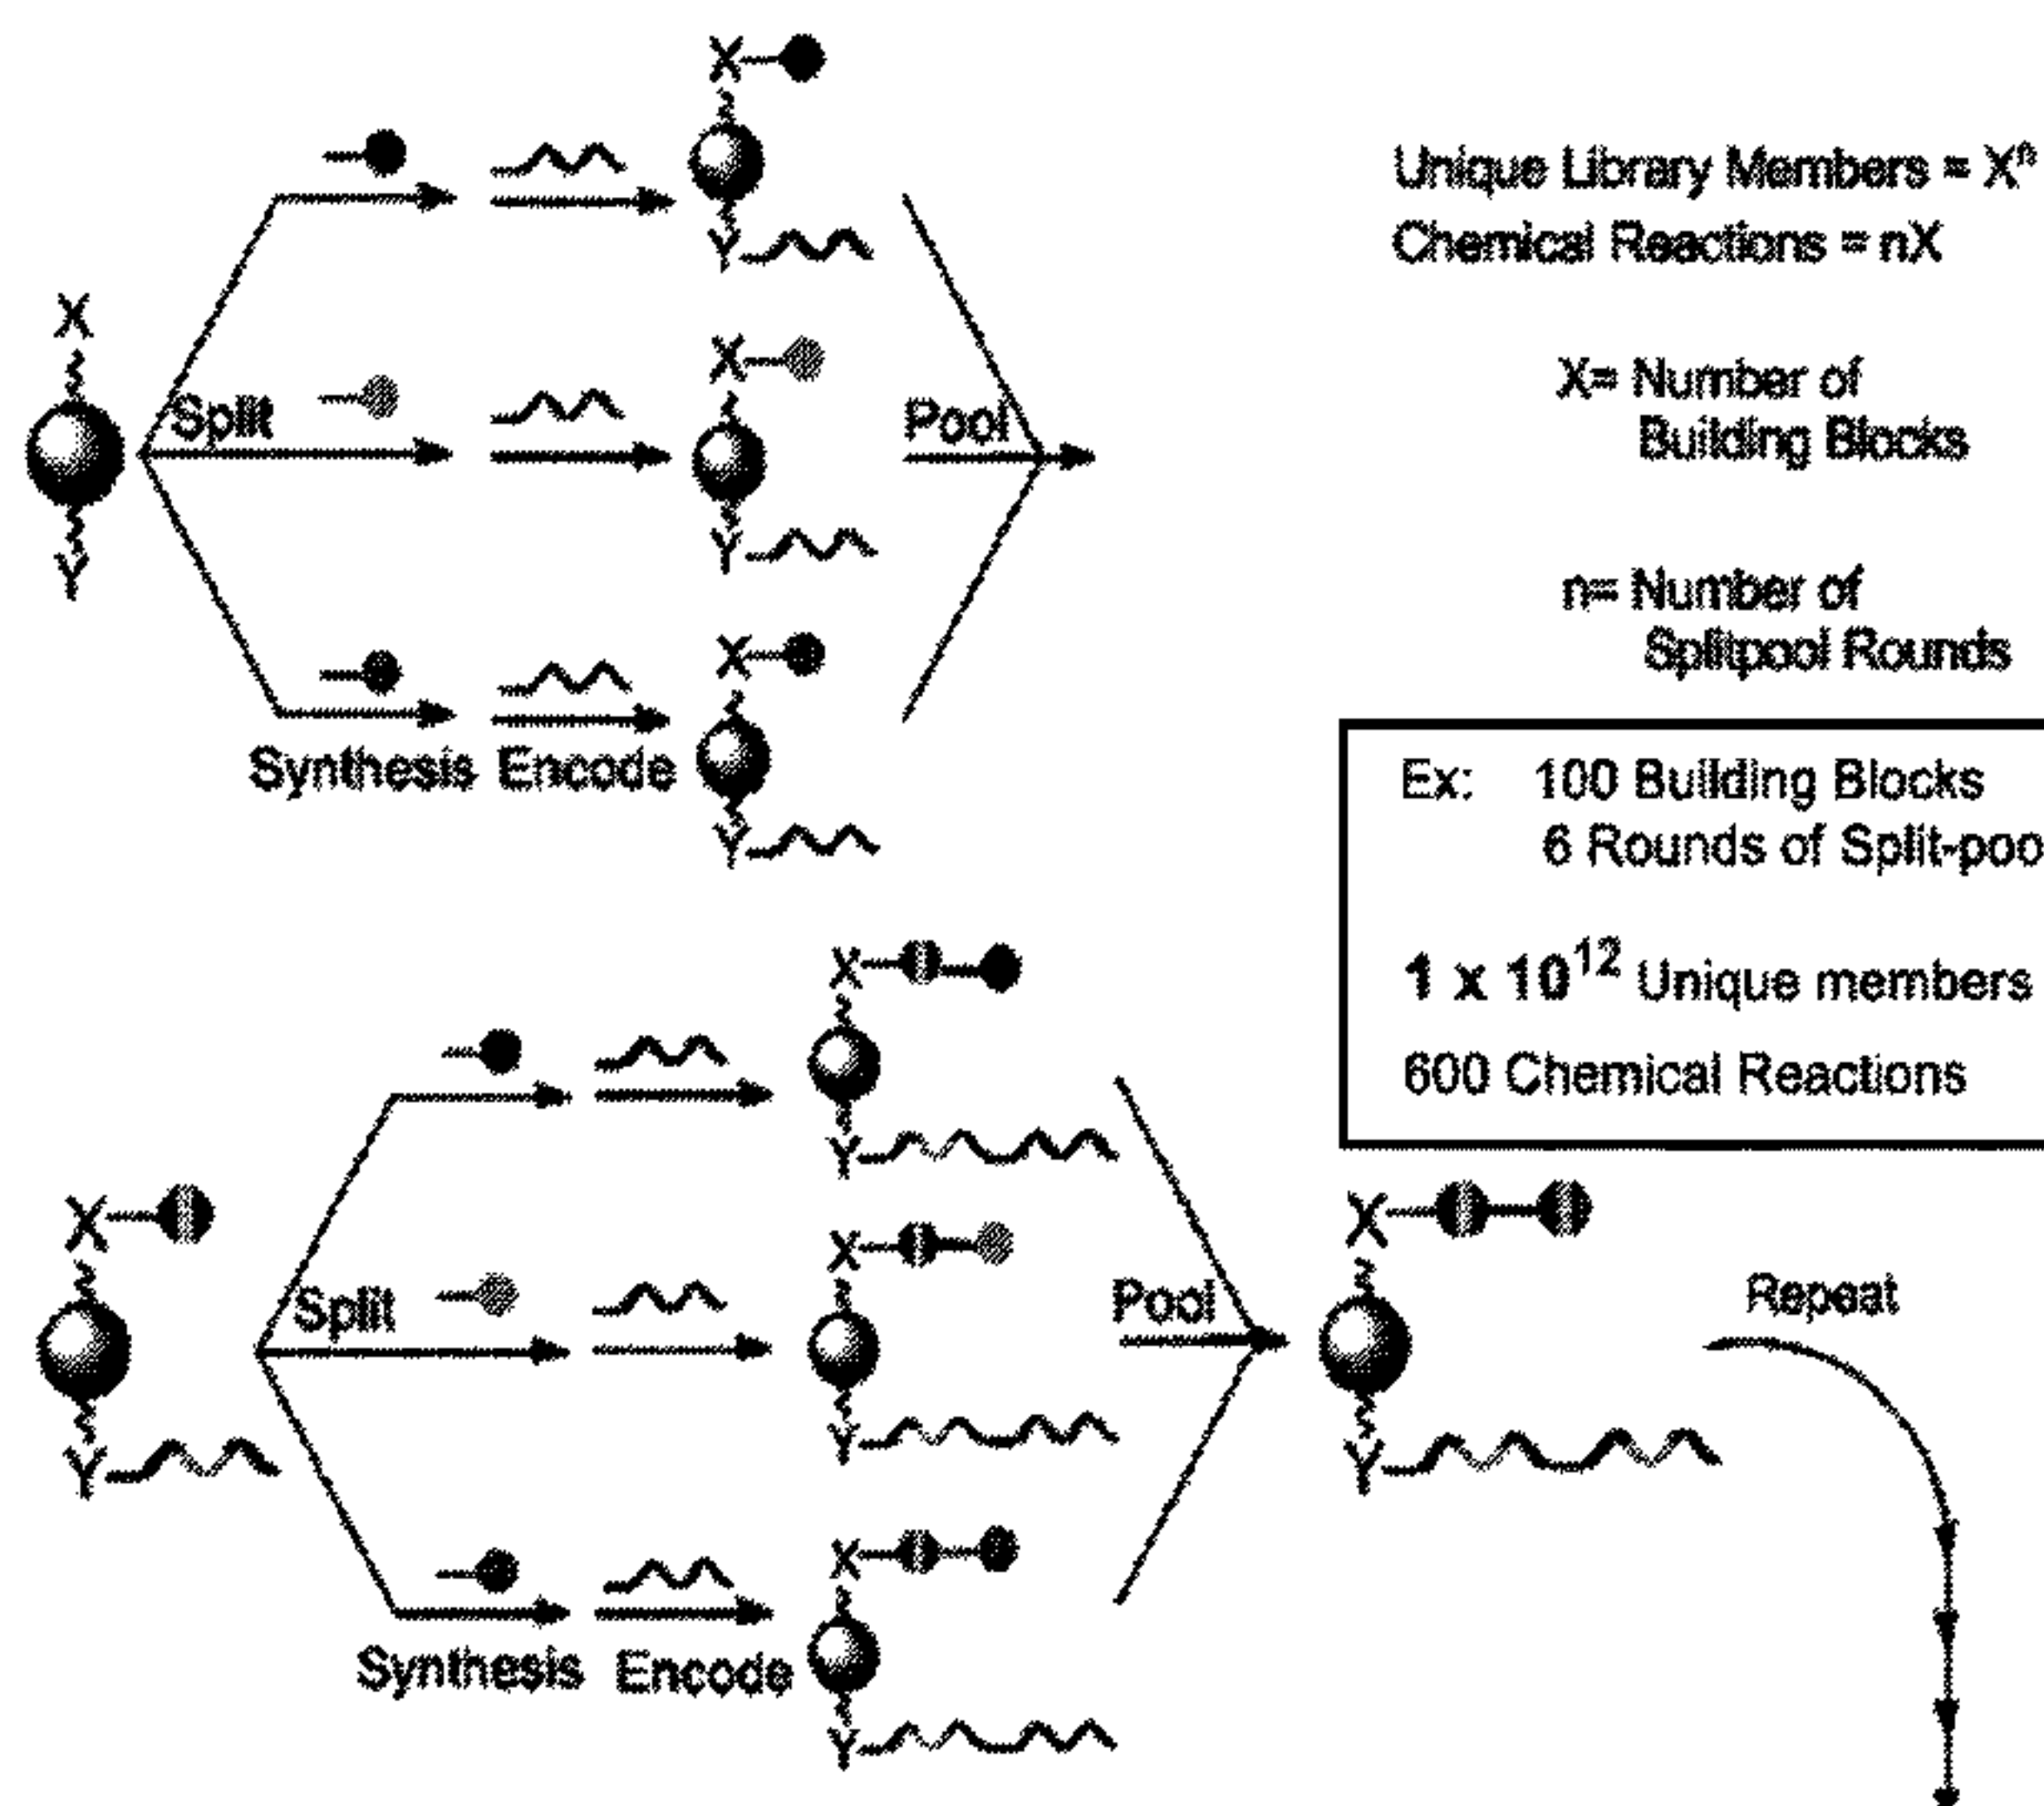 X
Split
Y
X
Y
X
Y
X
Y
Pool
Synthesis Encode
Unique Library Members = Xⁿ
Chemical Reactions = nX
X= Number of
Building Blocks
n= Number of
Splitpool Rounds
Ex: 100 Building Blocks
6 Rounds of Split-poo
1 x 10¹² Unique members
600 Chemical Reactions
X
Y
Split
X
Y
X
Y
X
Y
Pool
Synthesis Encode
X
Y
Repeat